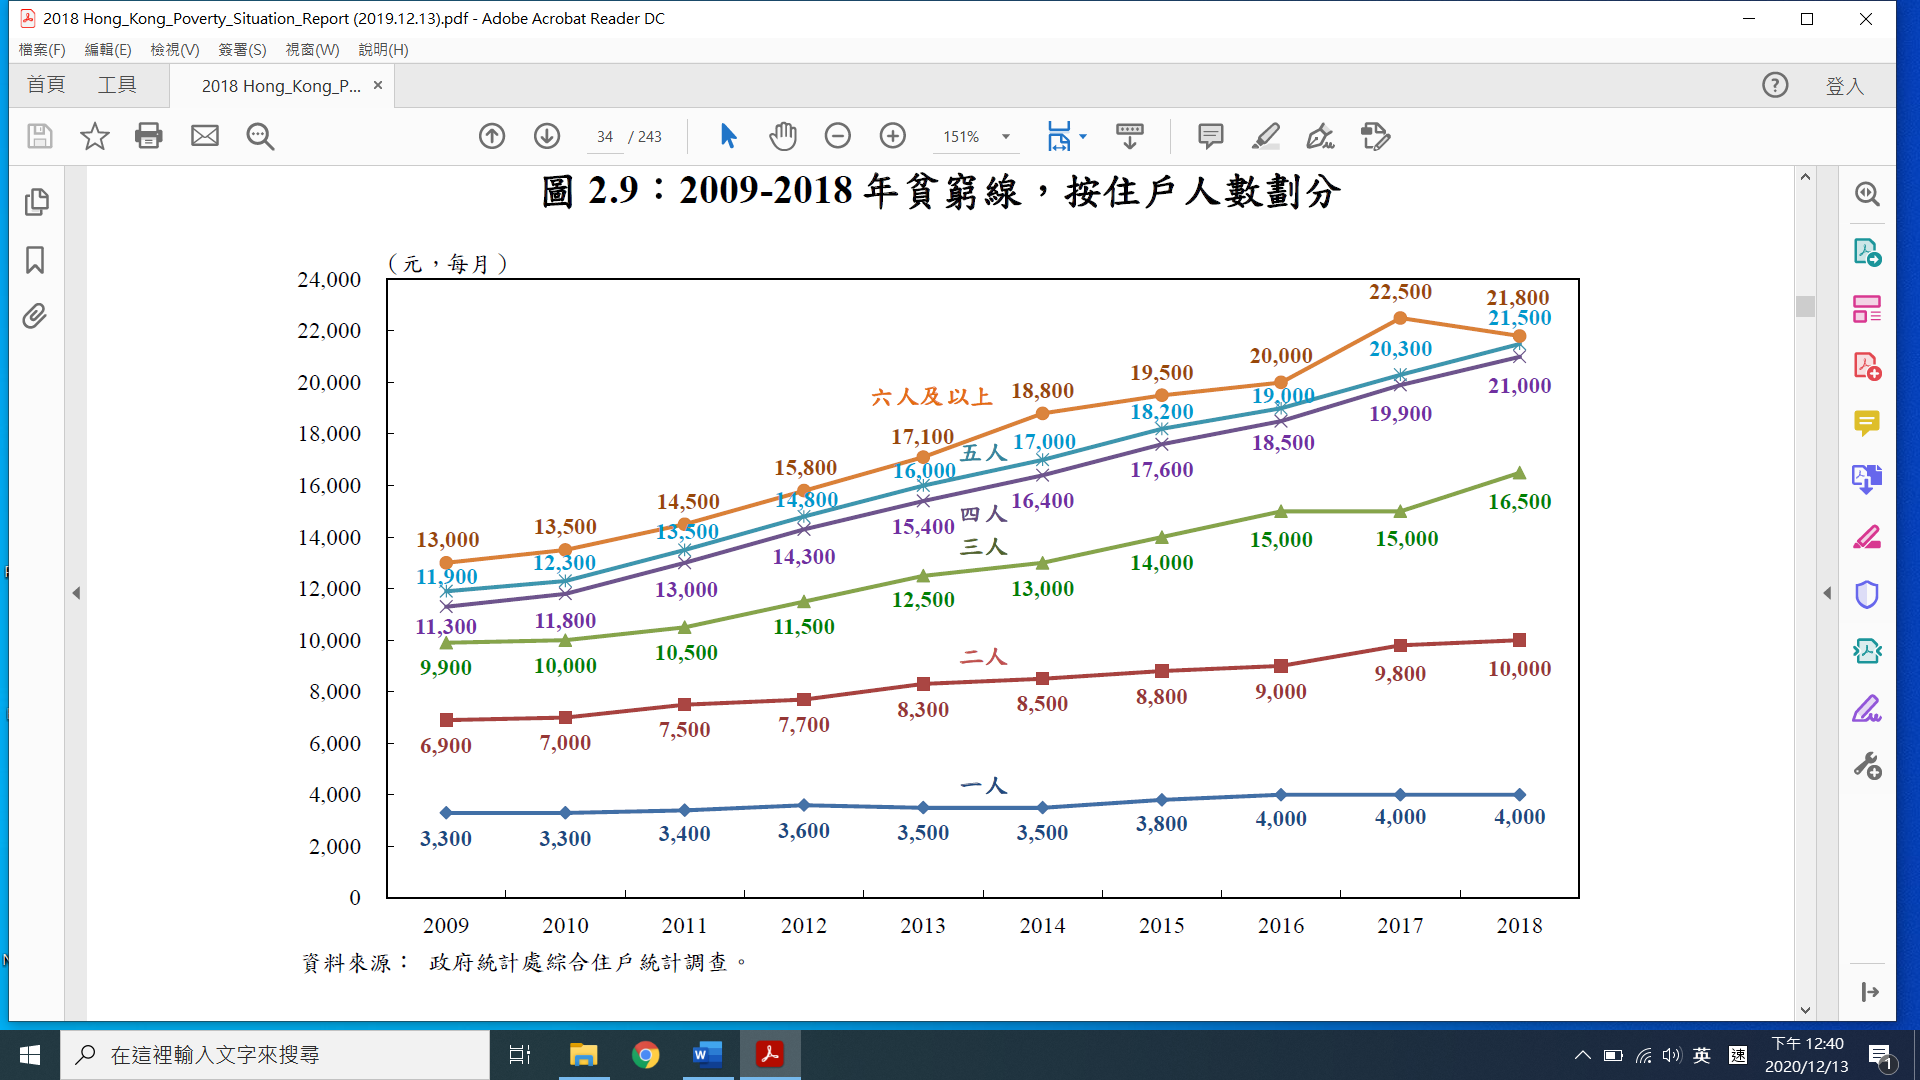 2018 Hong_Kong_Poverty_Situation_Report (2019.12.13).pdf - Adobe Acrobat Reader DC
檔案(F) 編輯(E) 檢視(V) 簽署(S) 視窗(W) 說明(H)
首頁 工具 2018 Hong_Kong_P... × 登入
34 / 243 151%
圖 2.9：2009-2018 年貧窮線，按住戶人數劃分
（元，每月）
24,000
22,000
20,000
18,000
16,000
14,000
12,000
10,000
8,000
6,000
4,000
2,000
0
六人及以上
13,000 13,500 14,500 15,800 17,100 18,800 19,500 20,000 22,500 21,800
五人
11,900 12,300 13,500 14,800 16,000 17,000 18,200 19,000 20,300 21,500
四人
11,300 11,800 13,000 14,300 15,400 16,400 17,600 18,500 19,900 21,000
三人
9,900 10,000 10,500 11,500 12,500 13,000 14,000 15,000 15,000 16,500
二人
6,900 7,000 7,500 7,700 8,300 8,500 8,800 9,000 9,800 10,000
一人
3,300 3,300 3,400 3,600 3,500 3,500 3,800 4,000 4,000 4,000
2009 2010 2011 2012 2013 2014 2015 2016 2017 2018
資料來源： 政府統計處綜合住戶統計調查。
在這裡輸入文字來搜尋
英 速 下午 12:40
2020/12/13
1